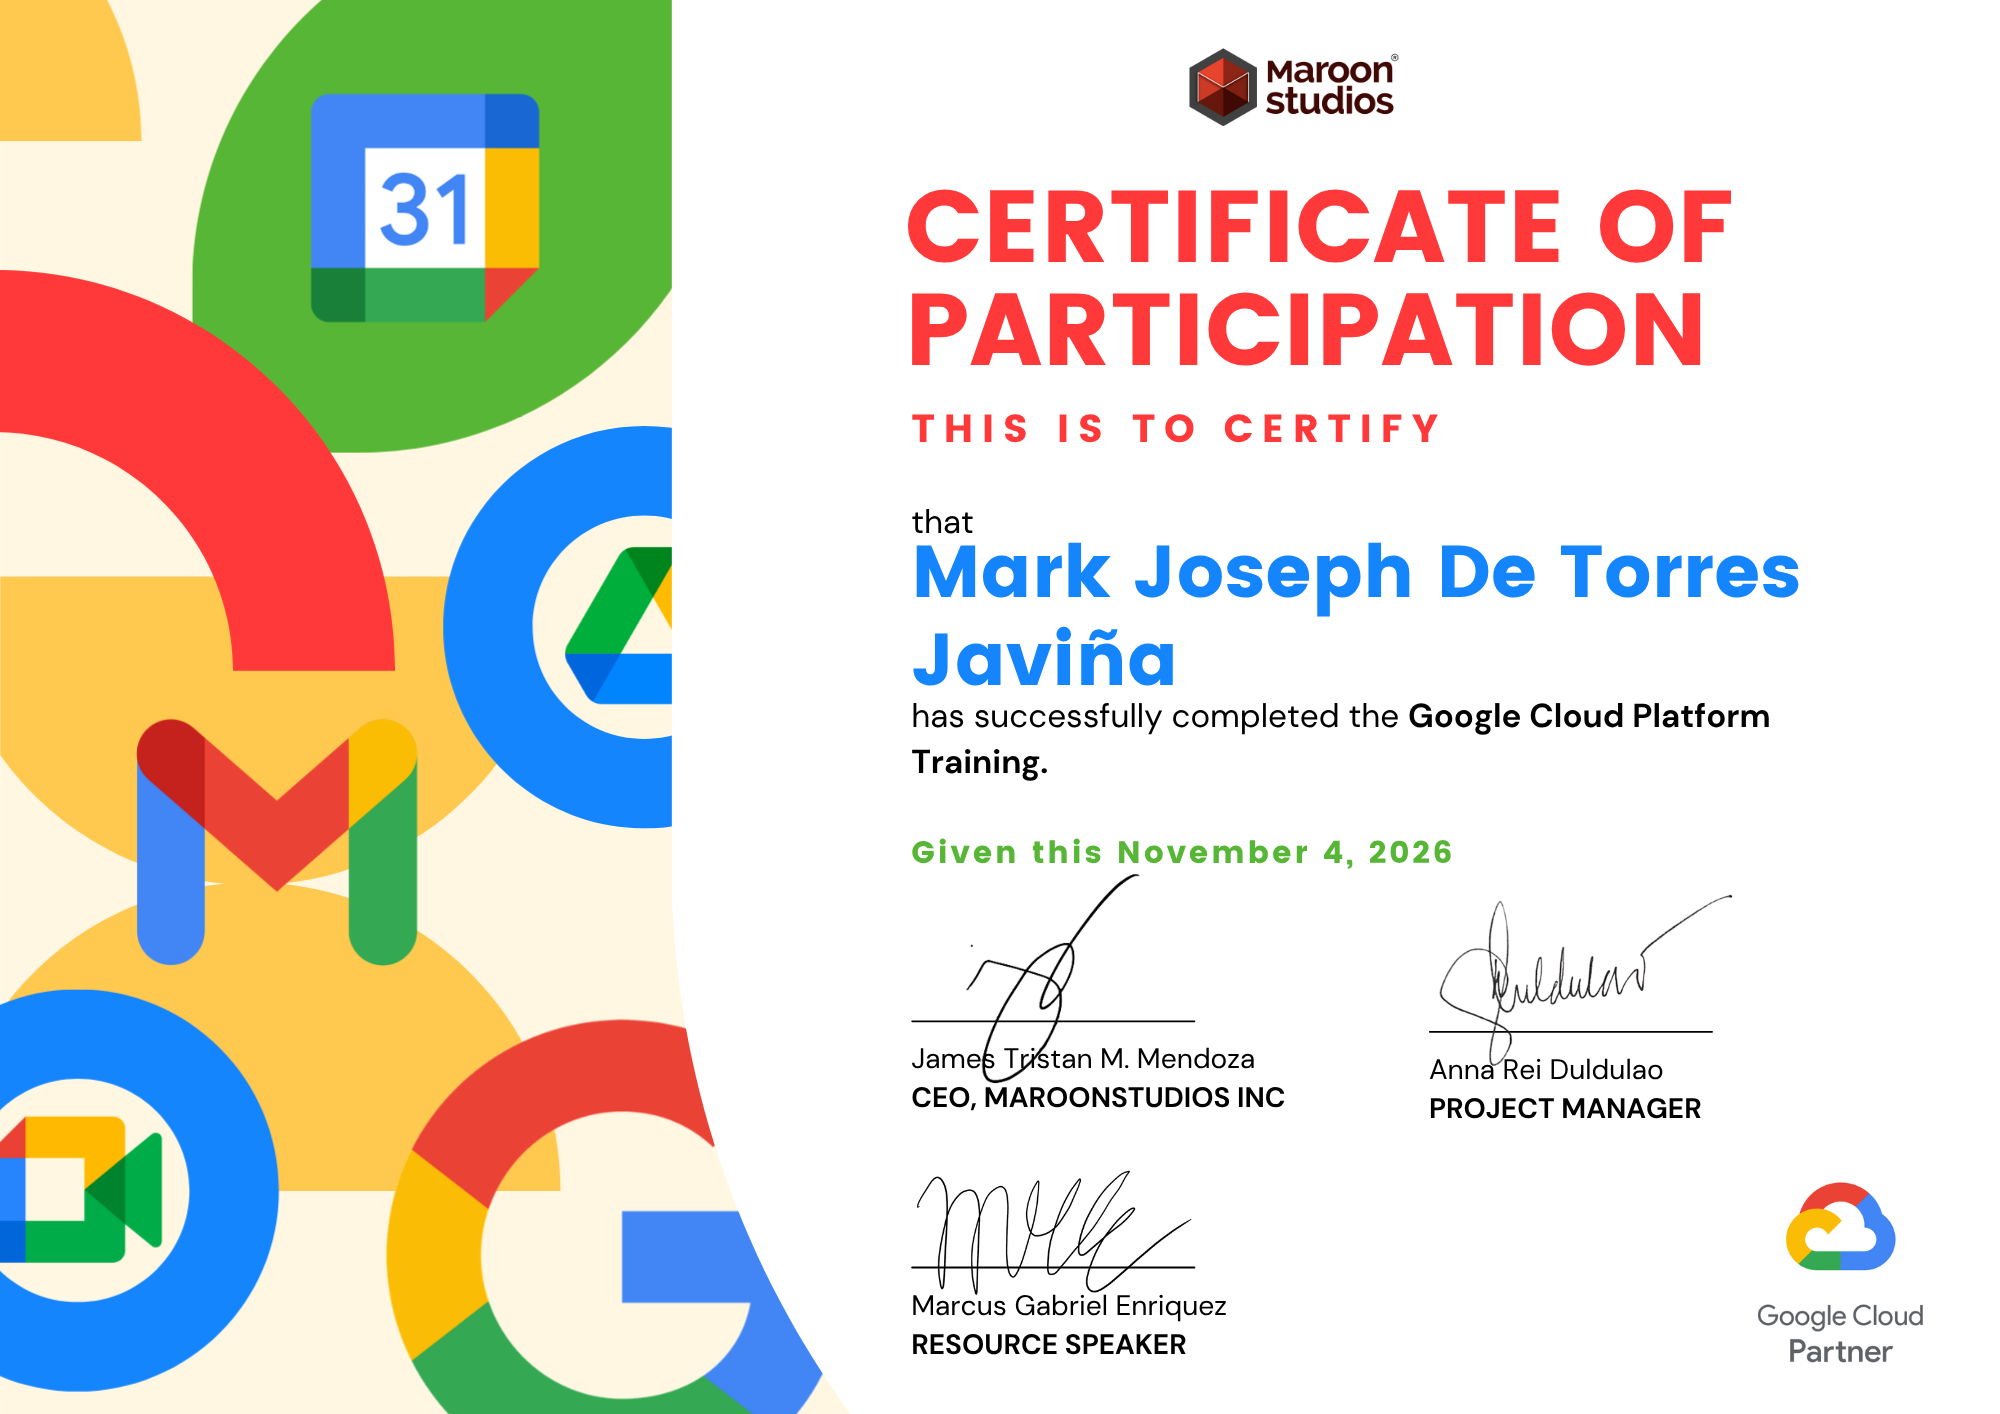 31
Maroon®
studios
CERTIFICATE OF
PARTICIPATION
THIS IS TO CERTIFY
that
Mark Joseph De Torres
Javiña
has successfully completed the Google Cloud Platform
Training.
Given this November 4, 2026
James Tristan M. Mendoza
CEO, MAROONSTUDIOS INC
Anna Rei Duldulao
PROJECT MANAGER
Marcus Gabriel Enriquez
RESOURCE SPEAKER
Google Cloud
Partner